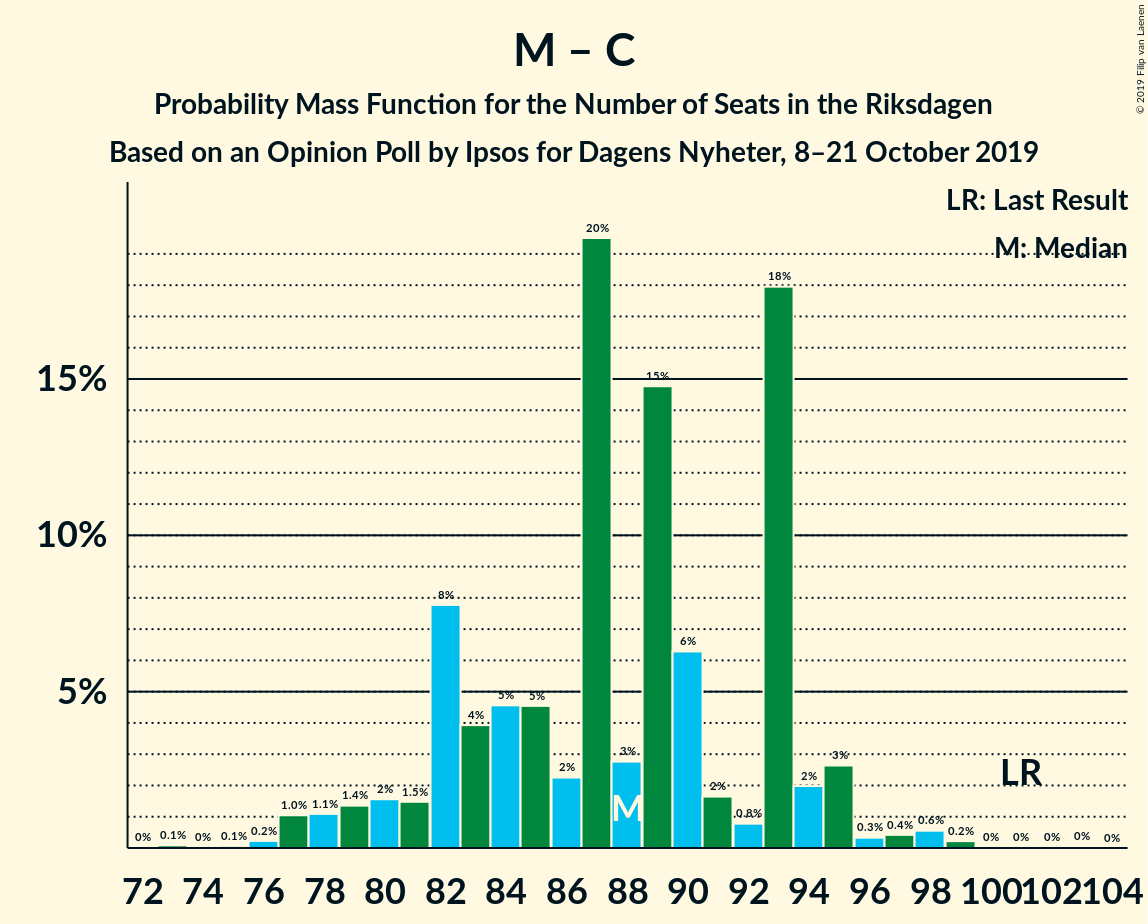 M – C
Probability Mass Function for the Number of Seats in the Riksdagen
Based on an Opinion Poll by Ipsos for Dagens Nyheter, 8–21 October 2019
© 2019 Filip van Laenen
LR: Last Result
M: Median
15%
10%
5%
0% 0.1% 0% 0.1% 0.2% 1.0% 1.1% 1.4% 2% 1.5% 8% 4% 5% 5% 2% 20% 3% 15% 6% 2% 0.8% 18% 2% 3% 0.3% 0.4% 0.6% 0.2% 0% 0% 0% 0% 0%
M
LR
72 74 76 78 80 82 84 86 88 90 92 94 96 98 100 102 104